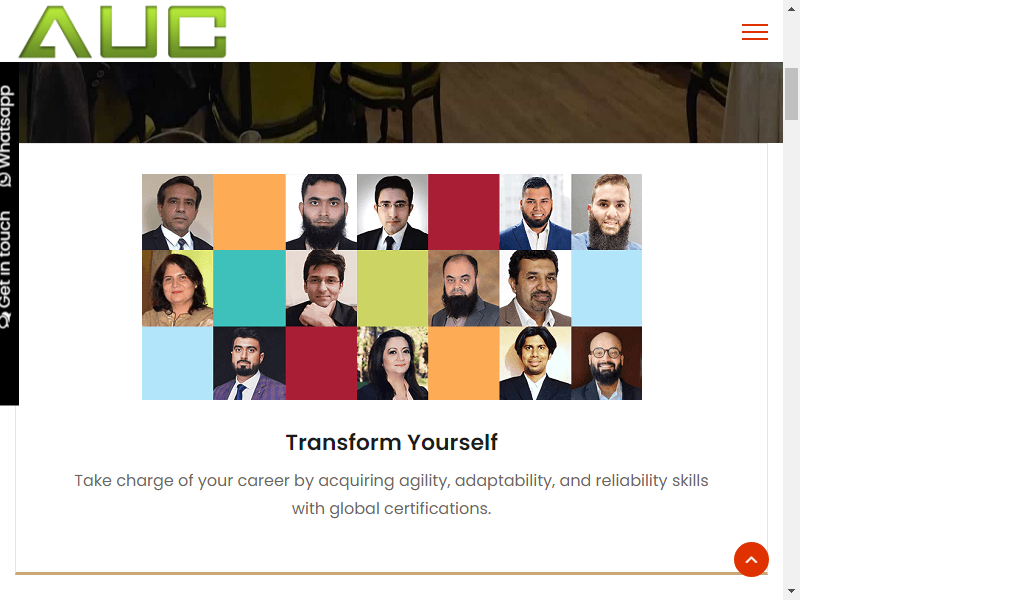 AUC
Whatsapp
Get in touch
Transform Yourself
Take charge of your career by acquiring agility, adaptability, and reliability skills
with global certifications.